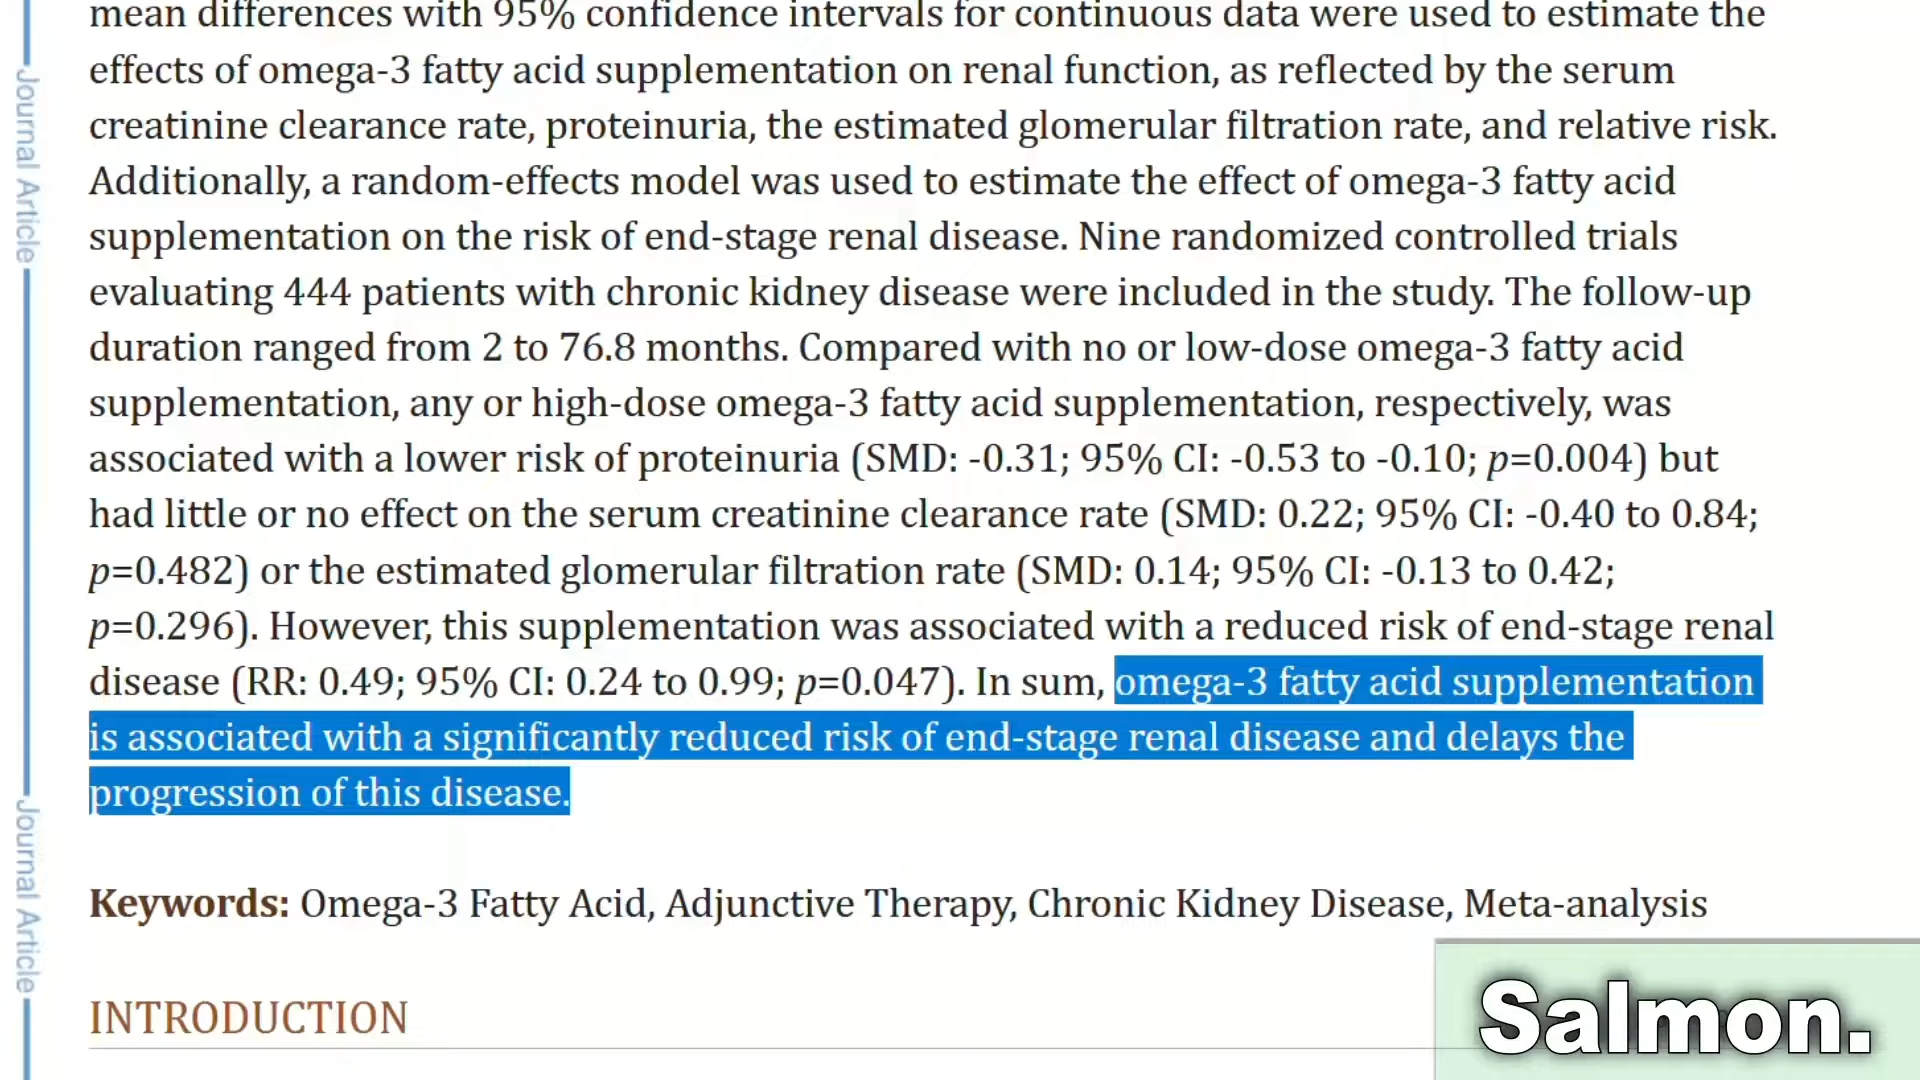 mean differences with 95% confidence intervals for continuous data were used to estimate the
effects of omega-3 fatty acid supplementation on renal function, as reflected by the serum
creatinine clearance rate, proteinuria, the estimated glomerular filtration rate, and relative risk.
Additionally, a random-effects model was used to estimate the effect of omega-3 fatty acid
supplementation on the risk of end-stage renal disease. Nine randomized controlled trials
evaluating 444 patients with chronic kidney disease were included in the study. The follow-up
duration ranged from 2 to 76.8 months. Compared with no or low-dose omega-3 fatty acid
supplementation, any or high-dose omega-3 fatty acid supplementation, respectively, was
associated with a lower risk of proteinuria (SMD: -0.31; 95% CI: -0.53 to -0.10; p=0.004) but
had little or no effect on the serum creatinine clearance rate (SMD: 0.22; 95% CI: -0.40 to 0.84;
p=0.482) or the estimated glomerular filtration rate (SMD: 0.14; 95% CI: -0.13 to 0.42;
p=0.296). However, this supplementation was associated with a reduced risk of end-stage renal
disease (RR: 0.49; 95% CI: 0.24 to 0.99; p=0.047). In sum, omega-3 fatty acid supplementation
is associated with a significantly reduced risk of end-stage renal disease and delays the
progression of this disease.
Keywords: Omega-3 Fatty Acid, Adjunctive Therapy, Chronic Kidney Disease, Meta-analysis
INTRODUCTION
Journal Article
Journal Article
Salmon.